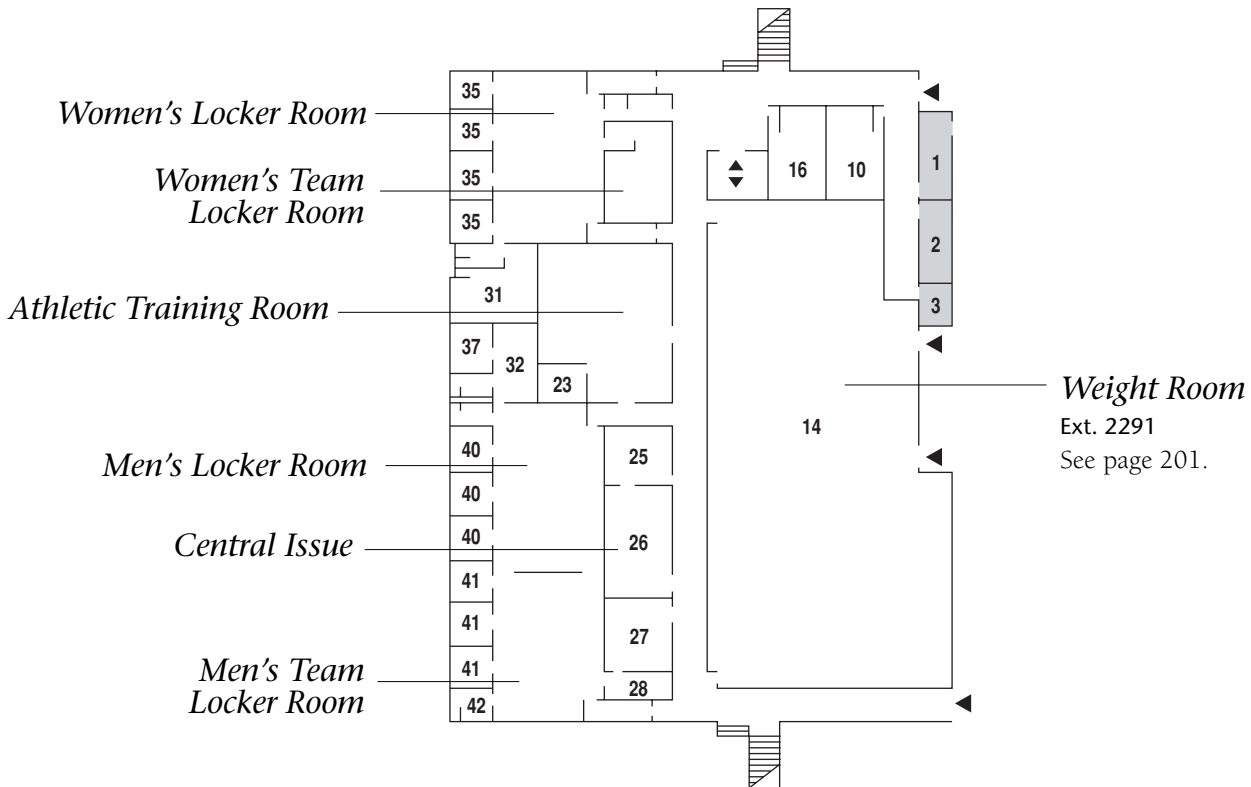 35
Women's Locker Room
35
1
16
10
35
Women's Team
Locker Room
35
2
31
3
Athletic Training Room
37
32
23
Weight Room
Ext. 2291
See page 201.
14
40
25
Men's Locker Room
40
40
26
Central Issue
41
41
27
41
Men's Team
Locker Room
28
42